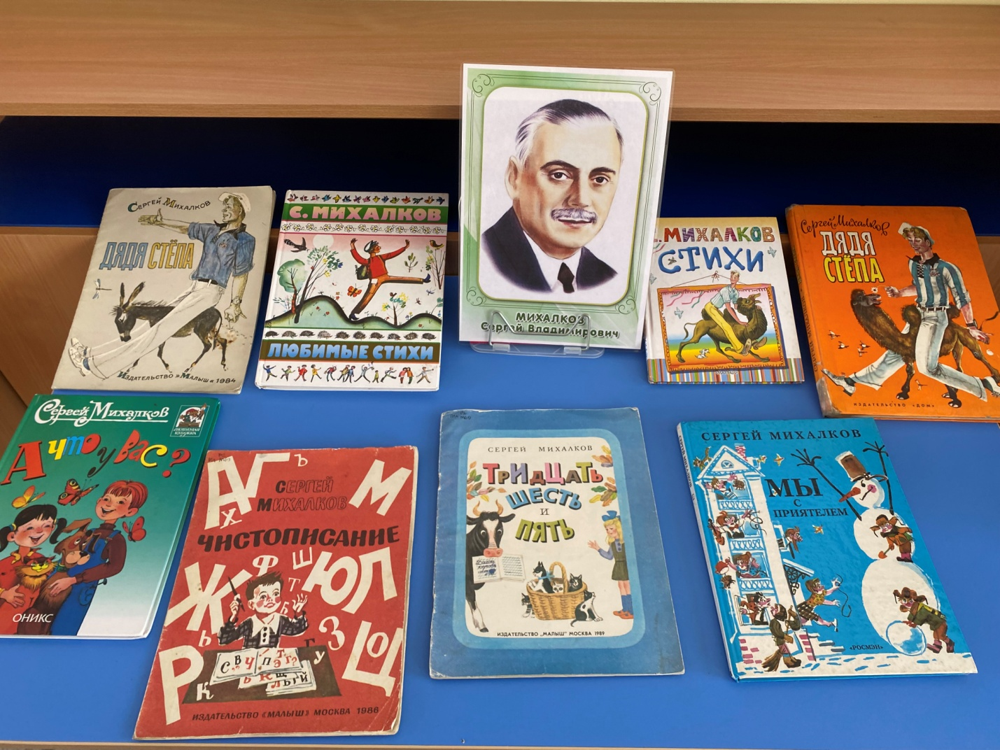 Сергей Михалков
ДЯДЯ СТЁПА
Издательство »Малыш« 1984
С. МИХАЛКОВ
ЛЮБИМЫЕ СТИХИ
МИХАЛКОВ
Сергей Владимирович
. МИХАЛКОВ
СТИХИ
Сергей Михалков
ДЯДЯ
СТЁПА
ИЗДАТЕЛЬСТВО «ДОМ»
Сергей Михалков
ЛЮБИМАЯ
КНИЖКА
А что у вас?
ОНИКС
СЕРГЕЙ
МИХАЛКОВ
ЧИСТОПИСАНИЕ
ИЗДАТЕЛЬСТВО «МАЛЫШ» МОСКВА 1986
СЕРГЕЙ МИХАЛКОВ
ТРИДЦАТЬ
ШЕСТЬ
И
ПЯТЬ
ИЗДАТЕЛЬСТВО „МАЛЫШ" МОСКВА 1989
СЕРГЕЙ МИХАЛКОВ
МЫ
С
ПРИЯТЕЛЕМ
«РОСМЭН»